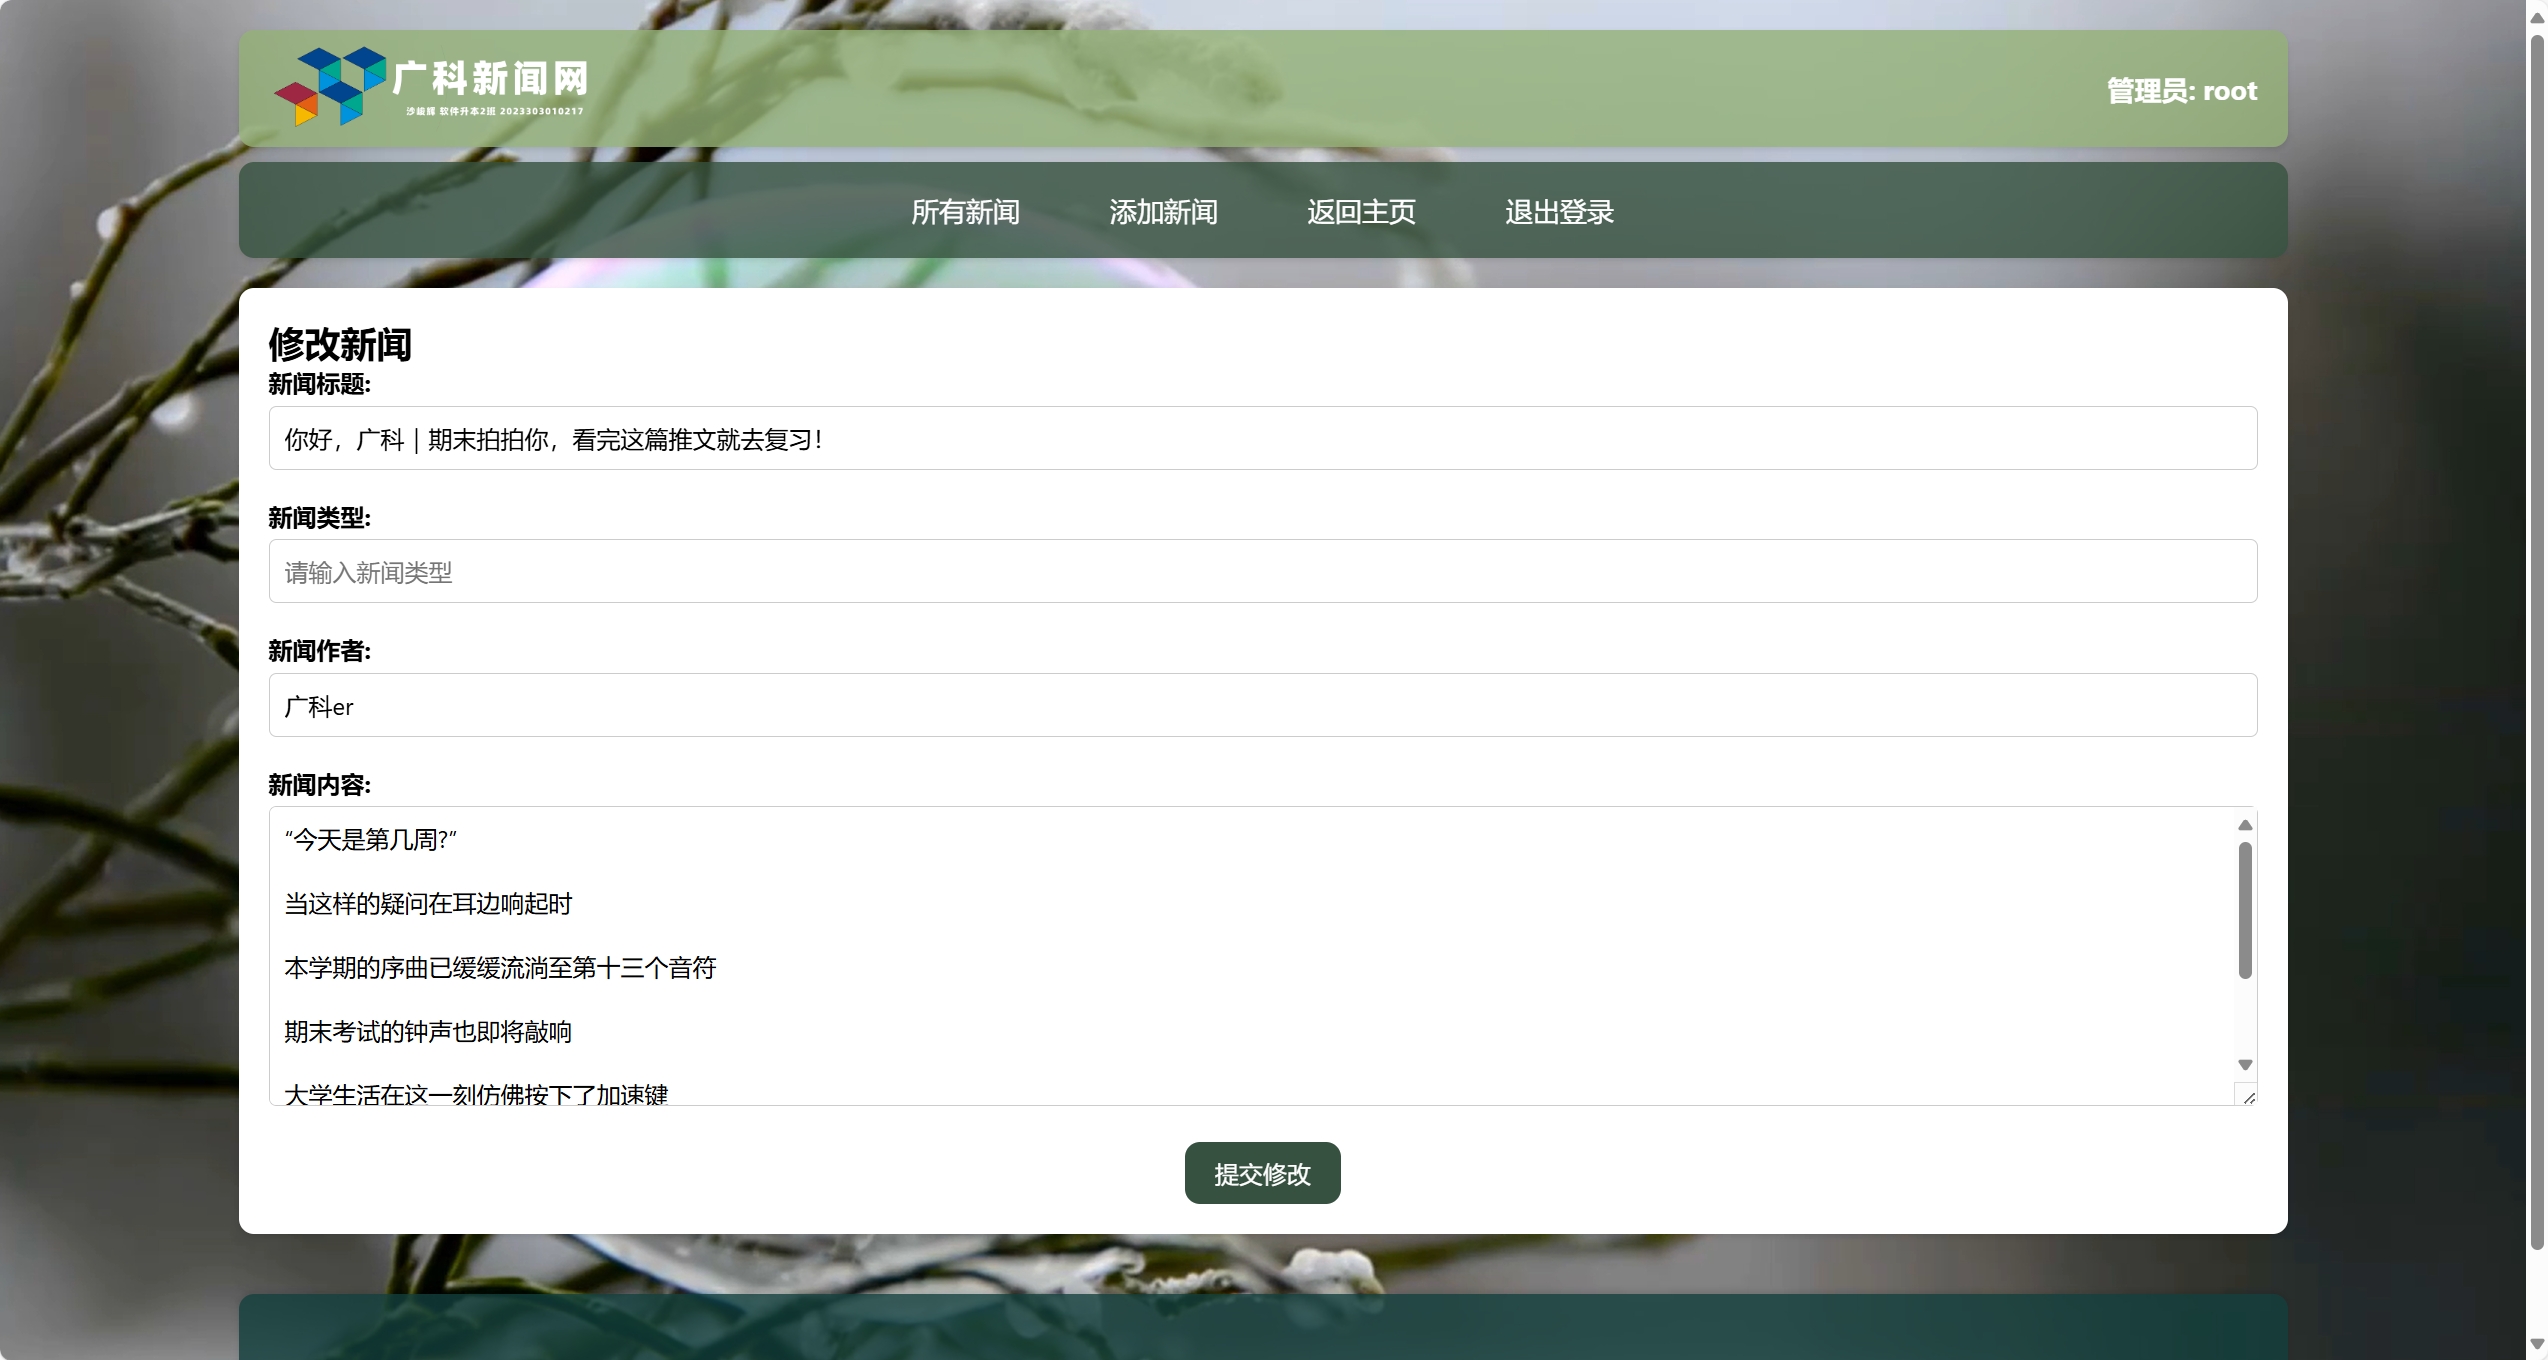 广科新闻网
沙峻辉 软件升本2班 2023303010217
管理员: root
所有新闻 添加新闻 返回主页 退出登录
修改新闻
新闻标题:
你好，广科｜期末拍拍你，看完这篇推文就去复习！
新闻类型:
请输入新闻类型
新闻作者:
广科er
新闻内容:
“今天是第几周?”
当这样的疑问在耳边响起时
本学期的序曲已缓缓流淌至第十三个音符
期末考试的钟声也即将敲响
大学生活在这一刻仿佛按下了加速键
提交修改